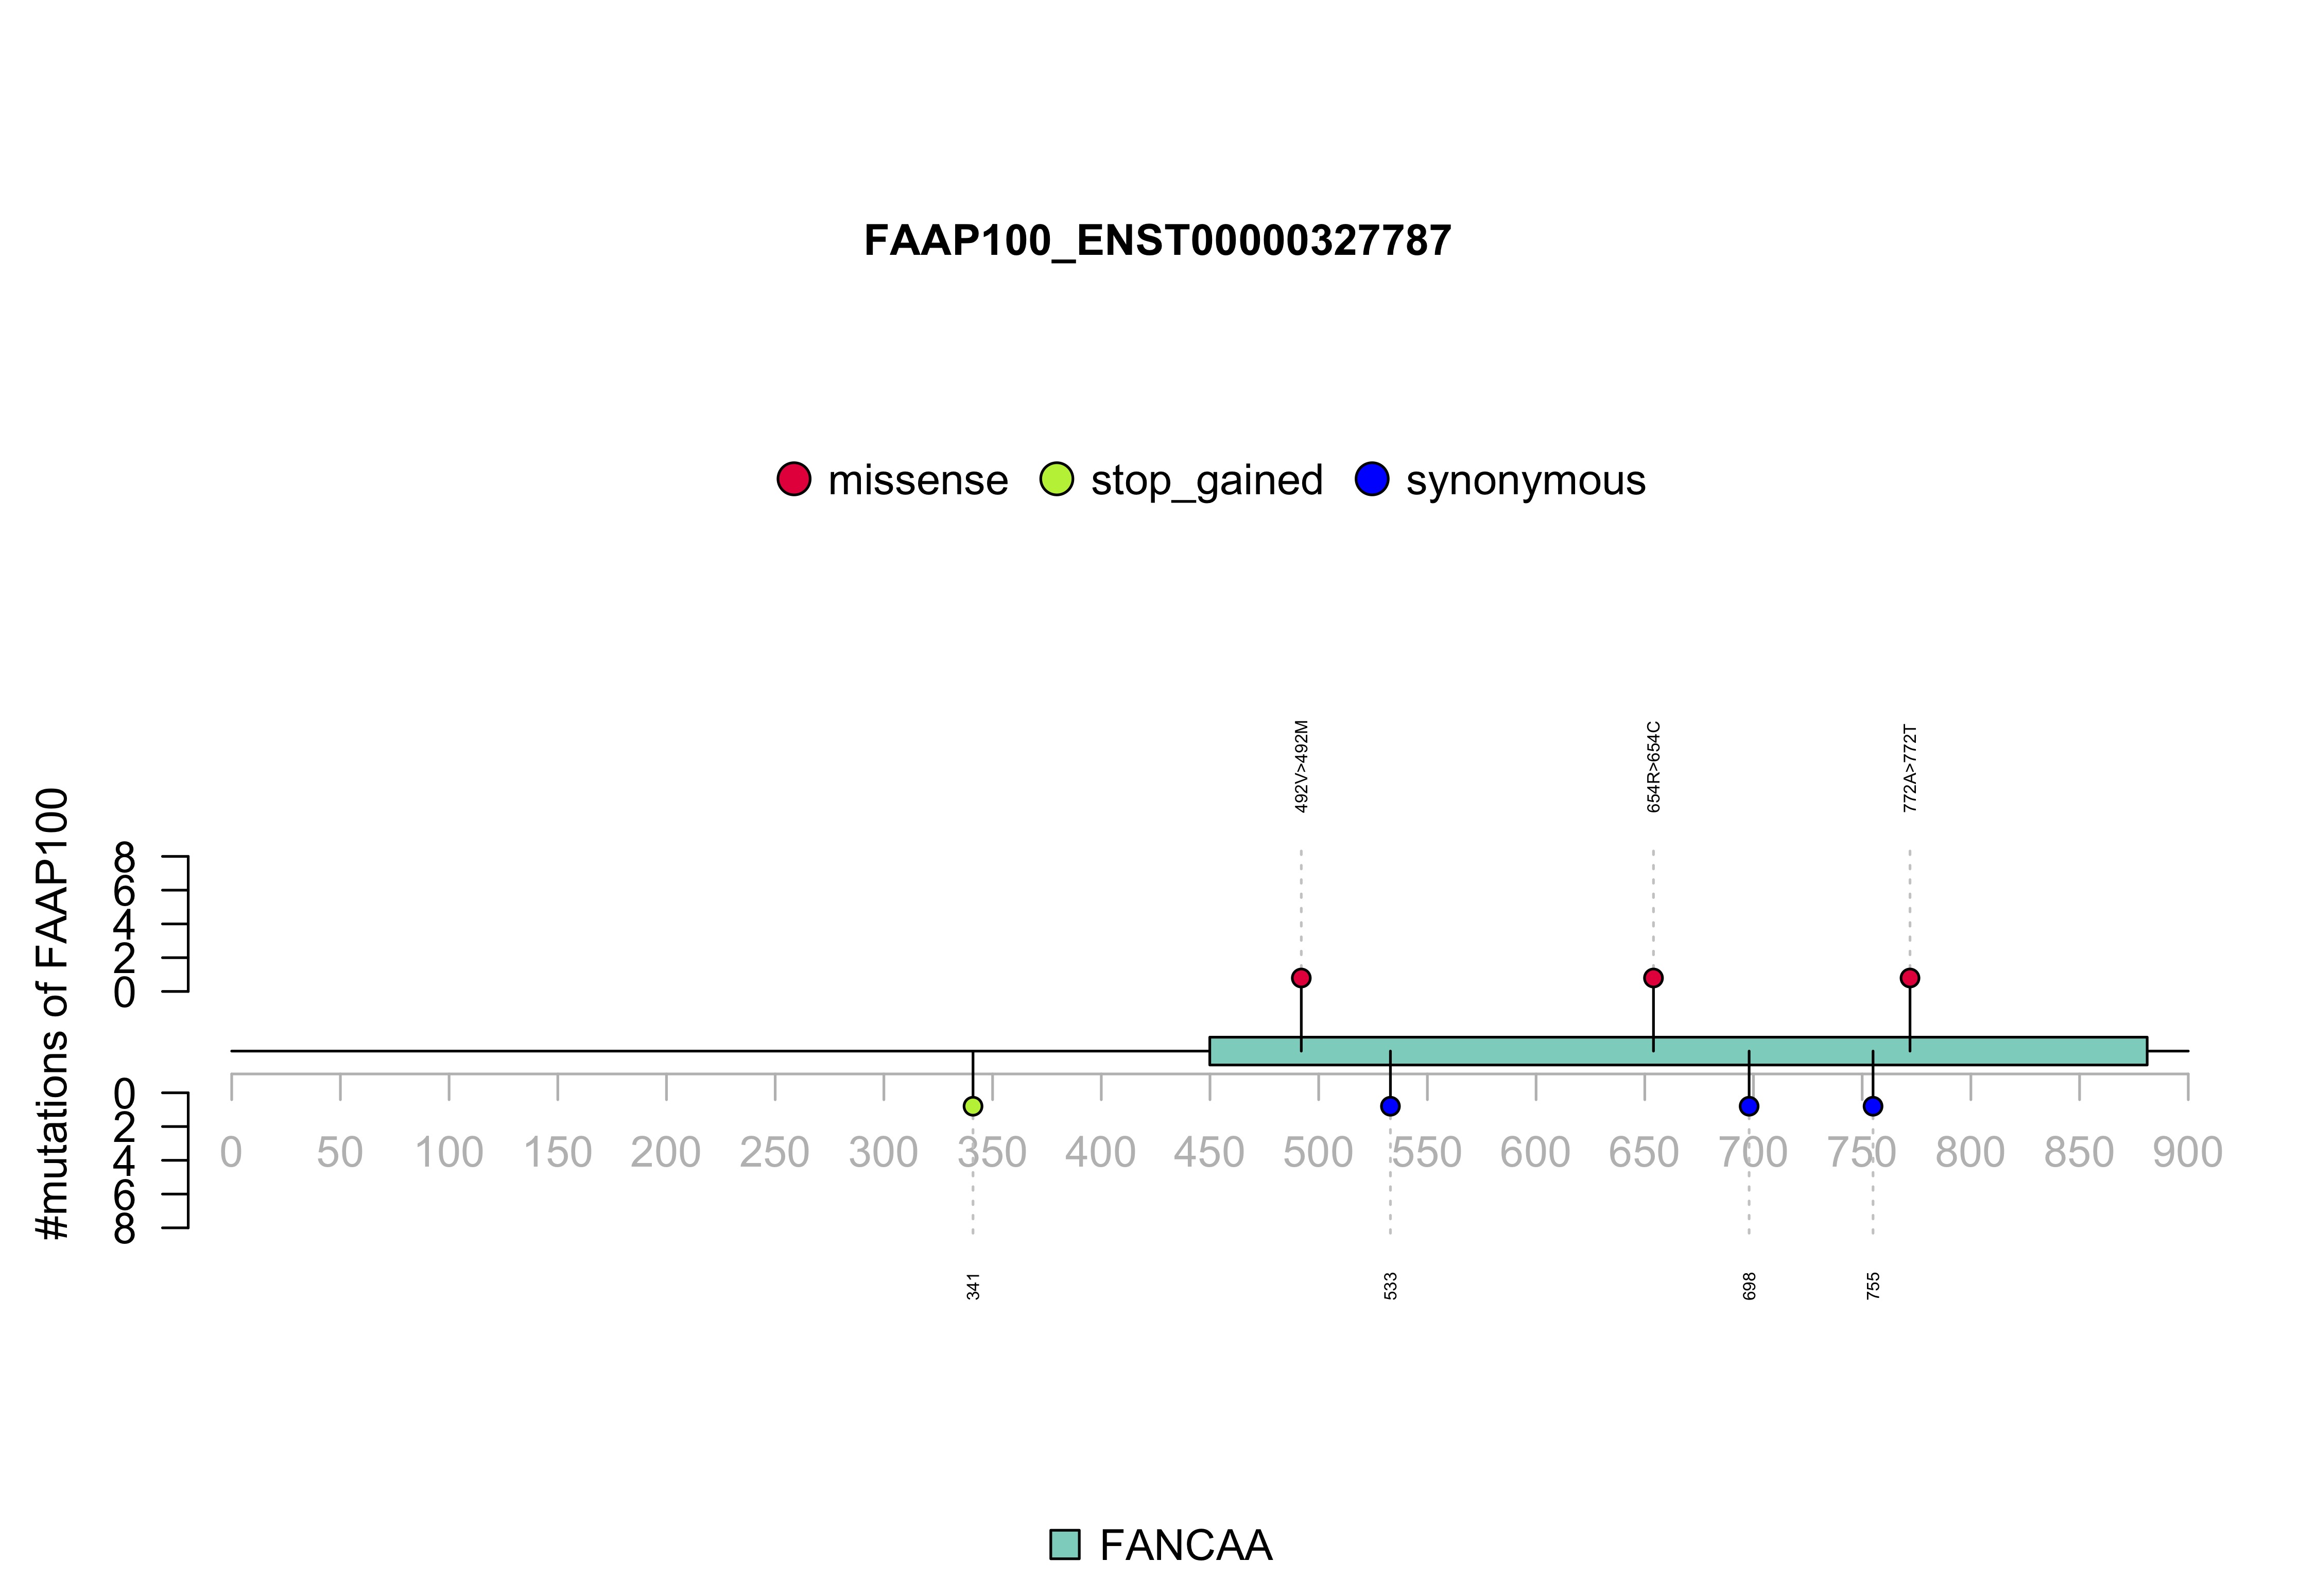 FAAP100_ENST00000327787
missense stop_gained synonymous
492V>492M 654R>654C 772A>772T
#mutations of FAAP100
8
6
4
2
0
0
2
4
6
8
0 50 100 150 200 250 300 350 400 450 500 550 600 650 700 750 800 850 900
341 533 698 755
FANCAA